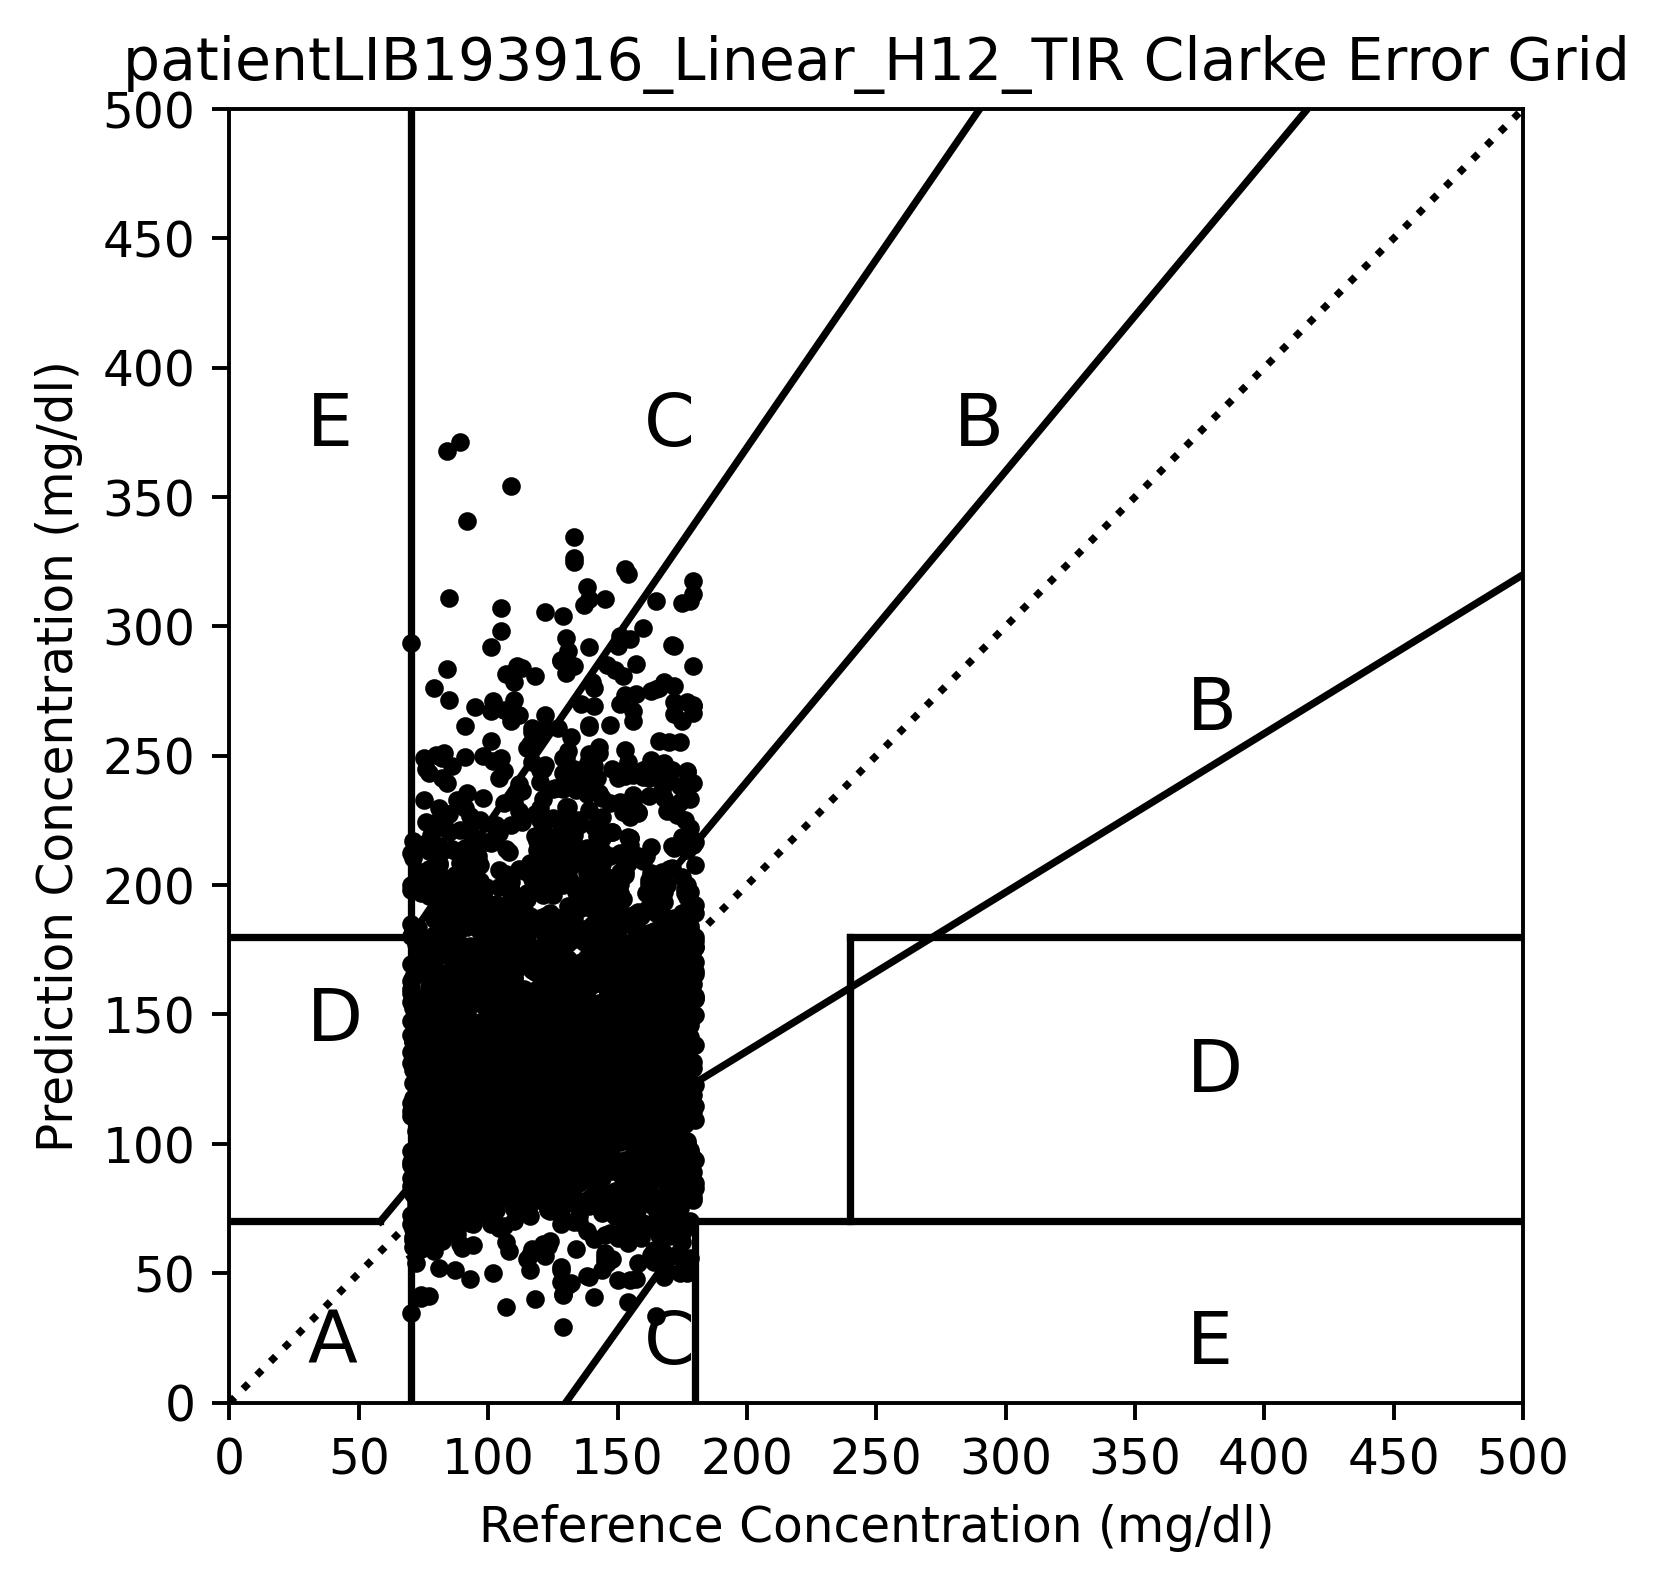 patientLIB193916_Linear_H12_TIR Clarke Error Grid
500
450
400
350
300
250
200
150
100
50
0
Prediction Concentration (mg/dl)
E
C
B
B
D
D
A
C
E
0 50 100 150 200 250 300 350 400 450 500
Reference Concentration (mg/dl)